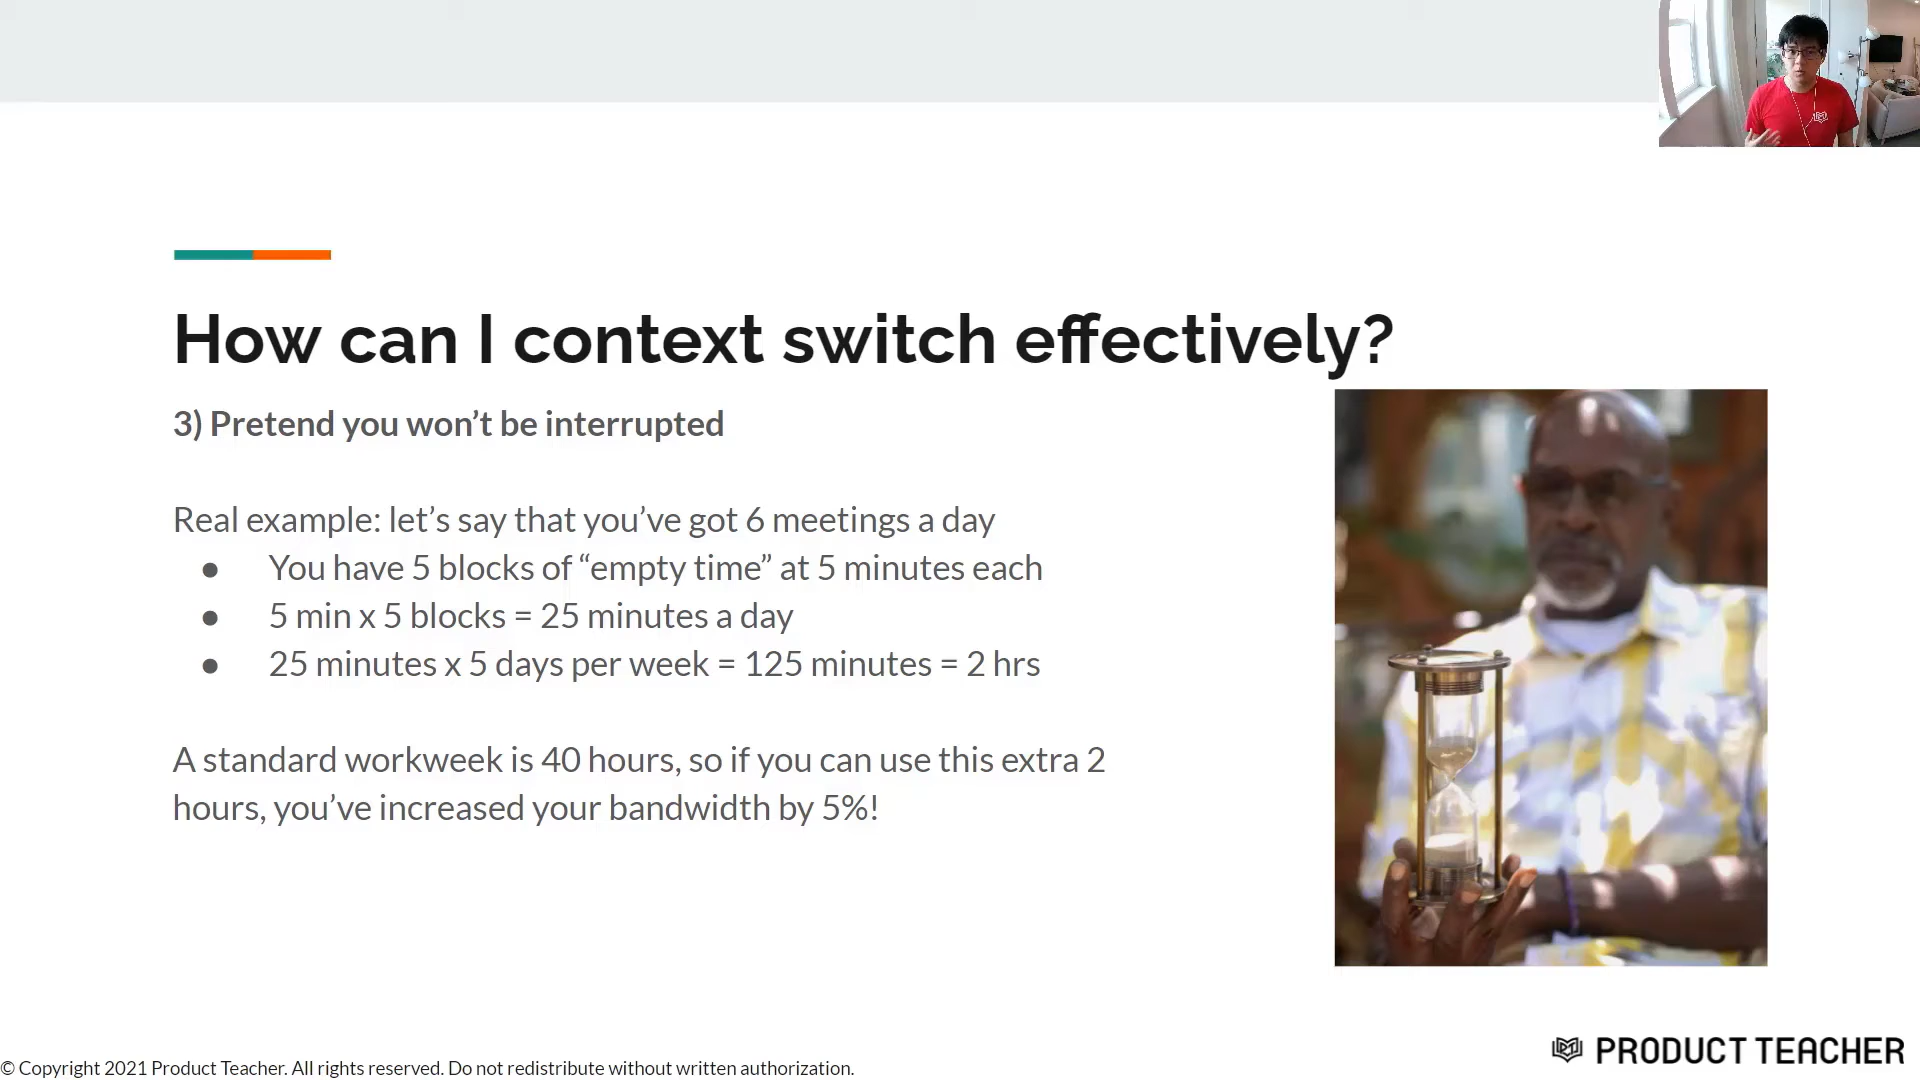 How can I context switch effectively?
3) Pretend you won’t be interrupted
Real example: let’s say that you’ve got 6 meetings a day
● You have 5 blocks of “empty time” at 5 minutes each
● 5 min x 5 blocks = 25 minutes a day
● 25 minutes x 5 days per week = 125 minutes = 2 hrs
A standard workweek is 40 hours, so if you can use this extra 2
hours, you’ve increased your bandwidth by 5%!
PRODUCT TEACHER
© Copyright 2021 Product Teacher. All rights reserved. Do not redistribute without written authorization.